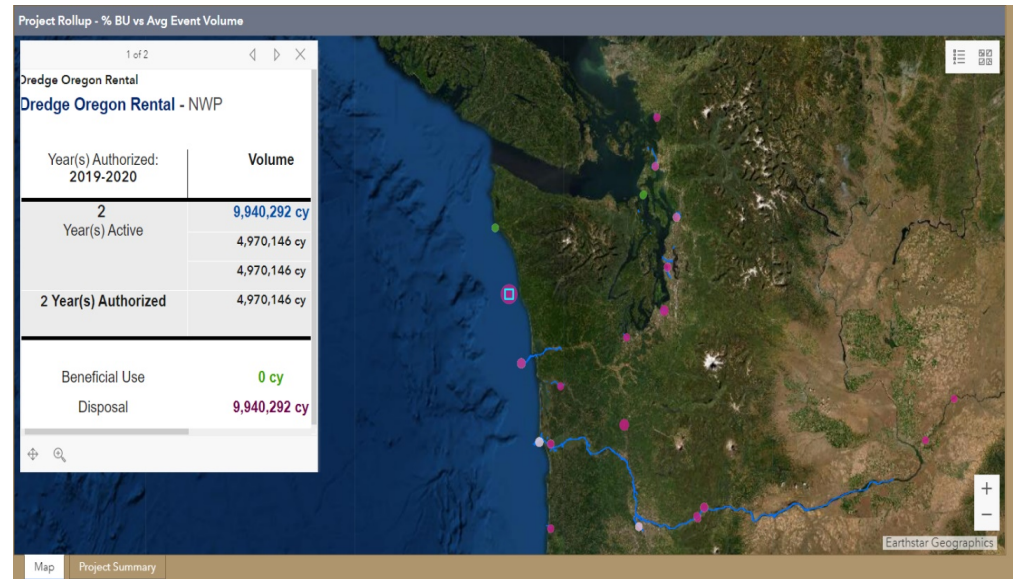 Project Rollup - % BU vs Avg Event Volume
1 of 2
Dredge Oregon Rental
Dredge Oregon Rental - NWP
Year(s) Authorized:
2019-2020
Volume
2
Year(s) Active
9,940,292 cy
4,970,146 cy
4,970,146 cy
2 Year(s) Authorized
4,970,146 cy
Beneficial Use
0 cy
Disposal
9,940,292 cy
+
−
Earthstar Geographics
Map
Project Summary